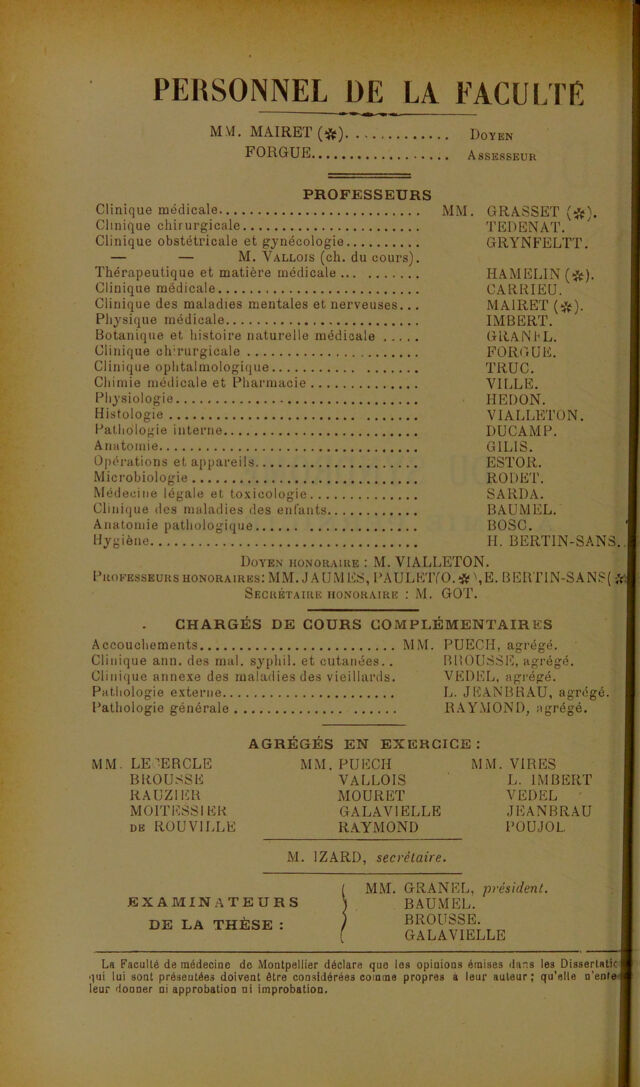 PERSONNEL DE LA FACULTÉ
MM. MAIRET (✻)................. DOYEN
FORGUE.................... ASSESSEUR
PROFESSEURS
Clinique médicale............................ MM. GRASSET (✻).
Clinique chirurgicale......................... TEDENAT.
Clinique obstétricale et gynécologie.......... GRYNFELTT.
— — M. VALLOIS (ch. du cours).
Thérapeutique et matière médicale ... ........ HAMELIN (✻).
Clinique médicale............................ CARRIEU.
Clinique des maladies mentales et nerveuses... MAIRET (✻).
Physique médicale........................... IMBERT.
Botanique et histoire naturelle médicale ..... GRANEL.
Clinique chirurgicale ........................ FORGUE.
Clinique ophtalmologique.................... TRUC.
Chimie médicale et Pharmacie............... VILLE.
Physiologie................................. HEDON.
Histologie .................................. VIALLETON.
Pathologie interne........................... DUCAMP.
Anatomie.................................... GILIS.
Opérations et appareils....................... ESTOR.
Microbiologie................................ RODET.
Médecine légale et toxicologie............... SARDA.
Clinique des maladies des enfants............ BAUMEL.
Anatomie pathologique...................... BOSC.
Hygiène..................................... H. BERTIN-SANS.
DOYEN HONORAIRE : M. VIALLETON.
PROFESSEURS HONORAIRES: MM. JAUMES, PAULET (O. ✻), E. BERTIN-SANS (✻
SECRÉTAIRE HONORAIRE : M. GOT.
CHARGÉS DE COURS COMPLÉMENTAIRES
Accouchements........................... MM. PUECH, agrégé.
Clinique ann. des mal. syphil. et cutanées.. BROUSSE, agrégé.
Clinique annexe des maladies des vieillards. VEDEL, agrégé.
Pathologie externe........................ L. JEANBRAU, agrégé.
Pathologie générale ...................... RAYMOND, agrégé.
AGRÉGÉS EN EXERCICE :
MM. LECERCLE MM. PUECH MM. VIRES
BROUSSE VALLOIS L. IMBERT
RAUZIER MOURET VEDEL
MOITESSIER GALAVIELLE JEANBRAU
DE ROUVILLE RAYMOND POUJOL
M. IZARD, secrétaire.
EXAMINATEURS DE LA THÈSE :
MM. GRANEL, président.
BAUMEL.
BROUSSE.
GALAVIELLE
La Faculté de médecine de Montpellier déclare que les opinions émises dans les Dissertatio
qui lui sont présentées doivent être considérées comme propres à leur auteur; qu'elle n'ente
leur donner ni approbation ni improbation.